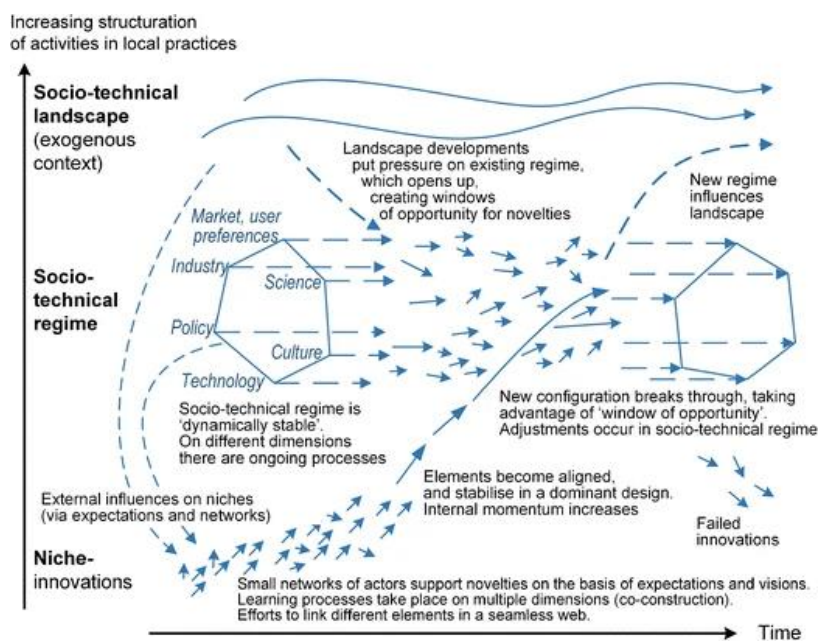 Increasing structuration
of activities in local practices
Socio-technical
landscape
(exogenous
context)
Landscape developments
put pressure on existing regime,
which opens up,
creating windows
of opportunity for novelties
New regime
influences
landscape
Market, user
preferences
Industry
Science
Socio-
technical
regime
Policy
Culture
Technology
Socio-technical regime is
‘dynamically stable’.
On different dimensions
there are ongoing processes
New configuration breaks through, taking
advantage of ‘window of opportunity’.
Adjustments occur in socio-technical regime
Elements become aligned,
and stabilise in a dominant design.
Internal momentum increases
External influences on niches
(via expectations and networks)
Failed
innovations
Niche-
innovations
Small networks of actors support novelties on the basis of expectations and visions.
Learning processes take place on multiple dimensions (co-construction).
Efforts to link different elements in a seamless web.
Time